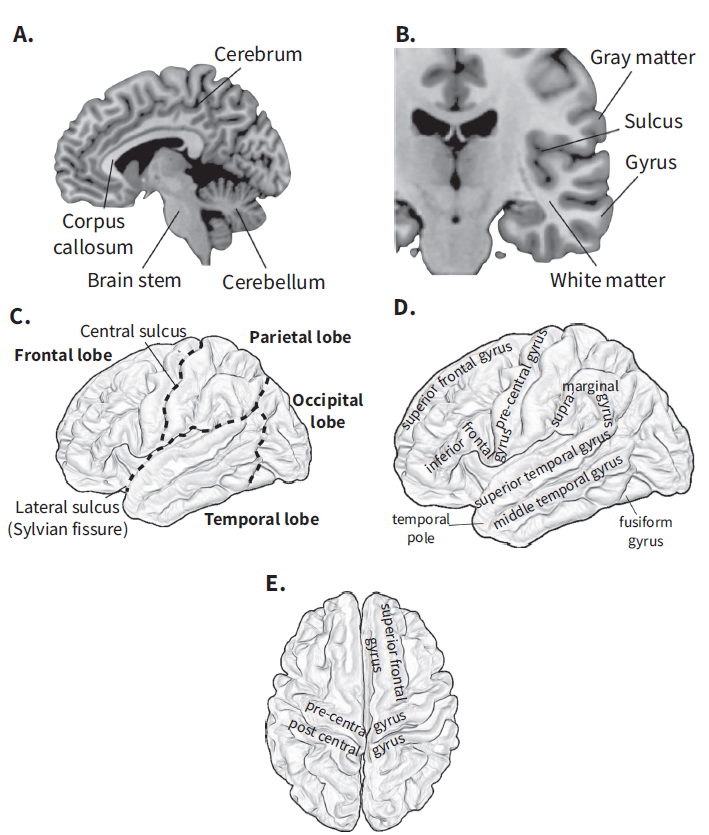 A.
Cerebrum
Corpus
callosum
Brain stem
Cerebellum
B.
Gray matter
Sulcus
Gyrus
White matter
C.
Central sulcus
Frontal lobe
Parietal lobe
Occipital
lobe
Lateral sulcus
(Sylvian fissure)
Temporal lobe
D.
superior frontal gyrus
pre-central gyrus
inferior frontal gyrus
supra-marginal gyrus
superior temporal gyrus
middle temporal gyrus
temporal
pole
fusiform
gyrus
E.
superior frontal
gyrus
pre-central gyrus
post central gyrus